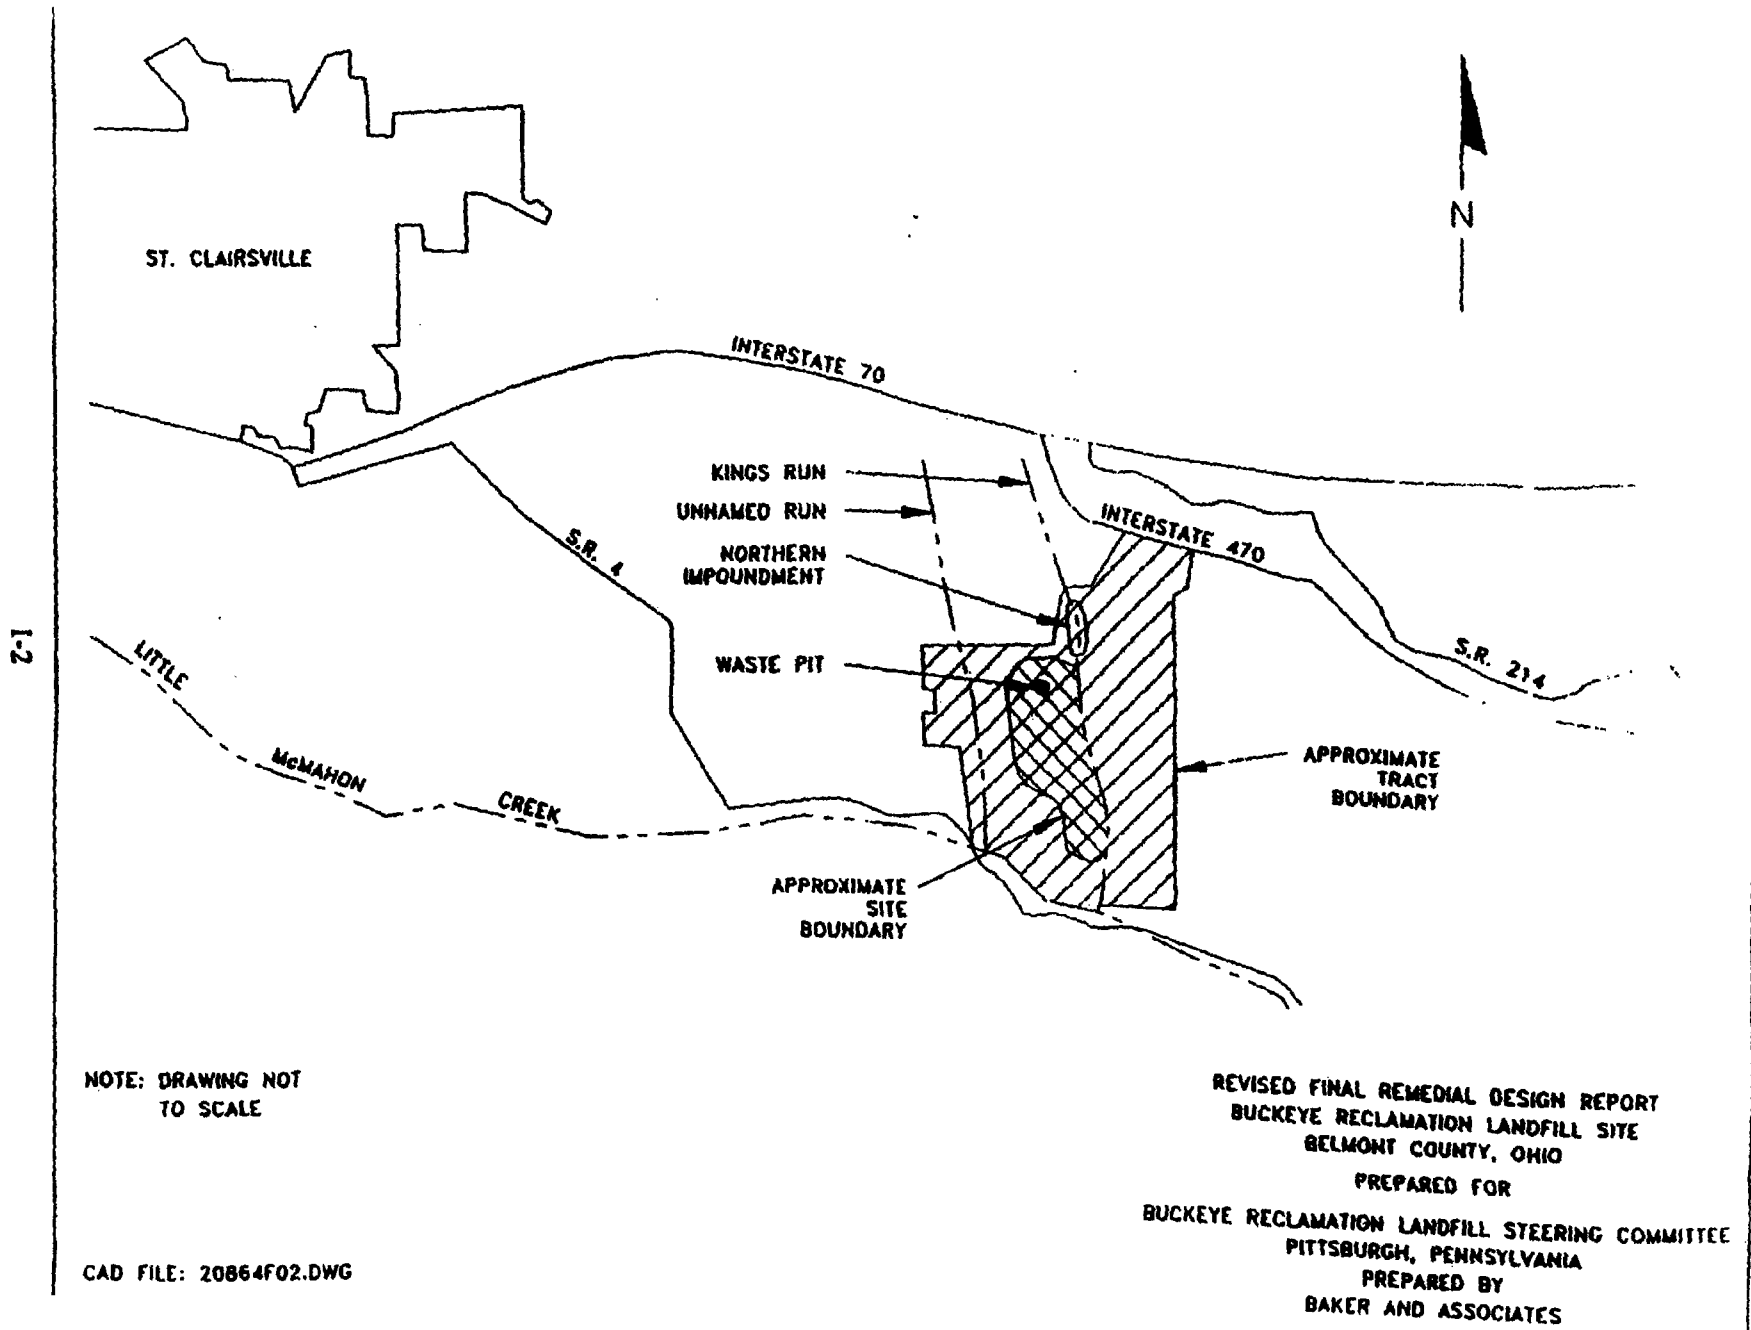 N
ST. CLAIRSVILLE
INTERSTATE 70
KINGS RUN
UNNAMED RUN
INTERSTATE 470
NORTHERN
IMPOUNDMENT
S.R. 4
WASTE PIT
S.R. 214
1-2
LITTLE
McMAHON
CREEK
APPROXIMATE
TRACT
BOUNDARY
APPROXIMATE
SITE
BOUNDARY
NOTE: DRAWING NOT
TO SCALE
REVISED FINAL REMEDIAL DESIGN REPORT
BUCKEYE RECLAMATION LANDFILL SITE
BELMONT COUNTY, OHIO
PREPARED FOR
BUCKEYE RECLAMATION LANDFILL STEERING COMMITTEE
PITTSBURGH, PENNSYLVANIA
PREPARED BY
BAKER AND ASSOCIATES
CAD FILE: 20864F02.DWG